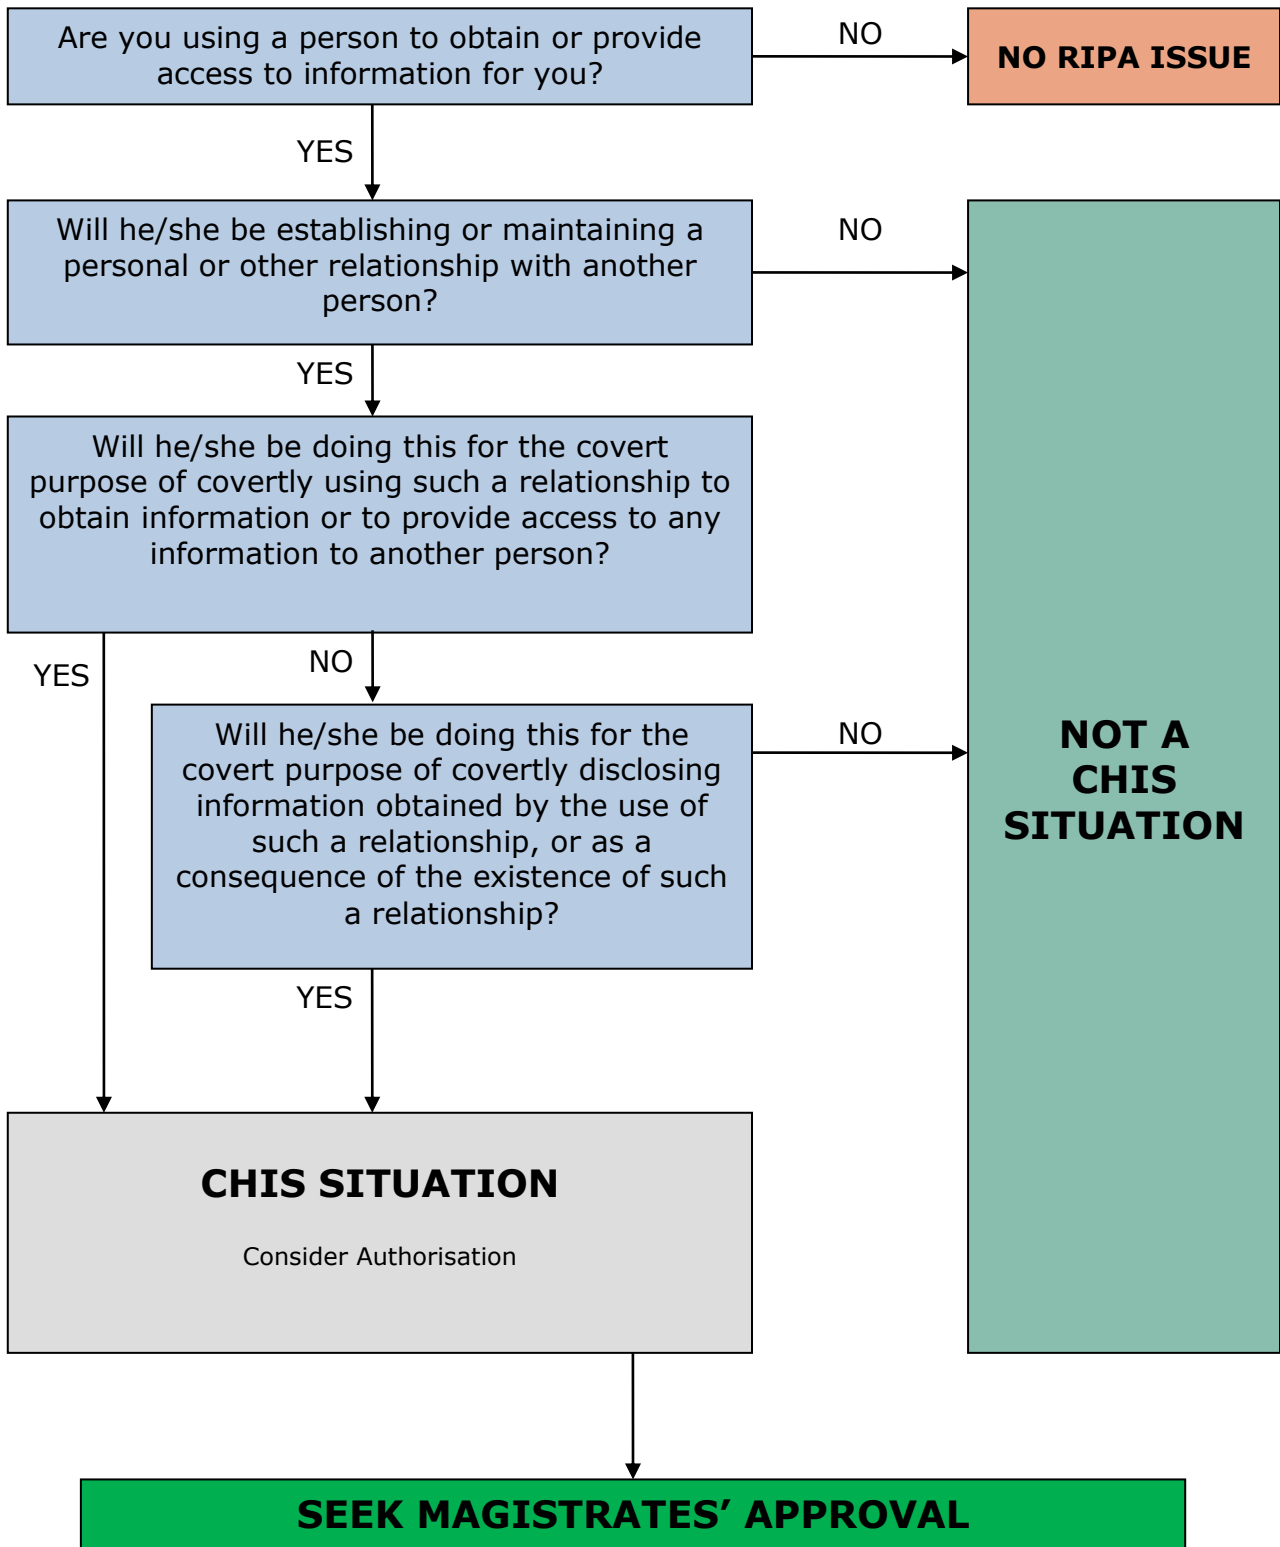 Are you using a person to obtain or provide
access to information for you?
NO
NO RIPA ISSUE
YES
Will he/she be establishing or maintaining a
personal or other relationship with another
person?
NO
YES
Will he/she be doing this for the covert
purpose of covertly using such a relationship to
obtain information or to provide access to any
information to another person?
YES
NO
Will he/she be doing this for the
covert purpose of covertly disclosing
information obtained by the use of
such a relationship, or as a
consequence of the existence of such
a relationship?
NO
NOT A
CHIS
SITUATION
YES
CHIS SITUATION
Consider Authorisation
SEEK MAGISTRATES’ APPROVAL